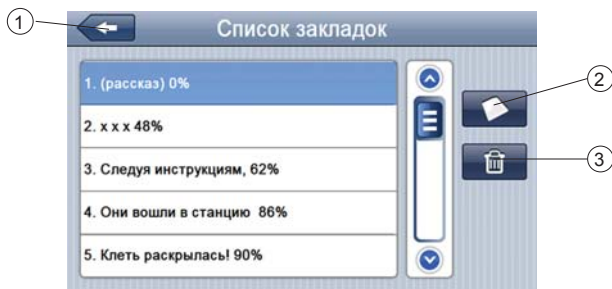 1
Список закладок
1. (рассказ) 0%
2. х х х 48%
3. Следуя инструкциям, 62%
4. Они вошли в станцию 86%
5. Клеть раскрылась! 90%
2
3